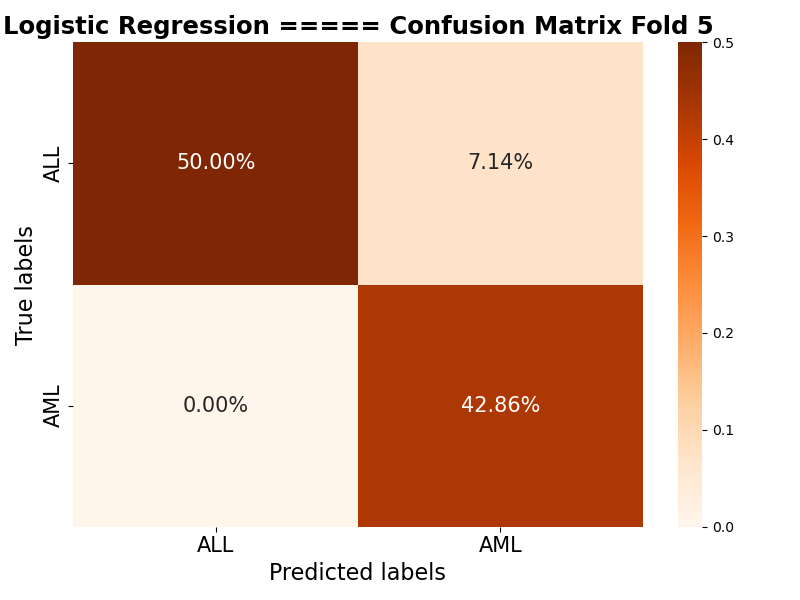 Logistic Regression ===== Confusion Matrix Fold 5
True labels
ALL
50.00%
7.14%
AML
0.00%
42.86%
ALL
AML
Predicted labels
0.5
0.4
0.3
0.2
0.1
0.0